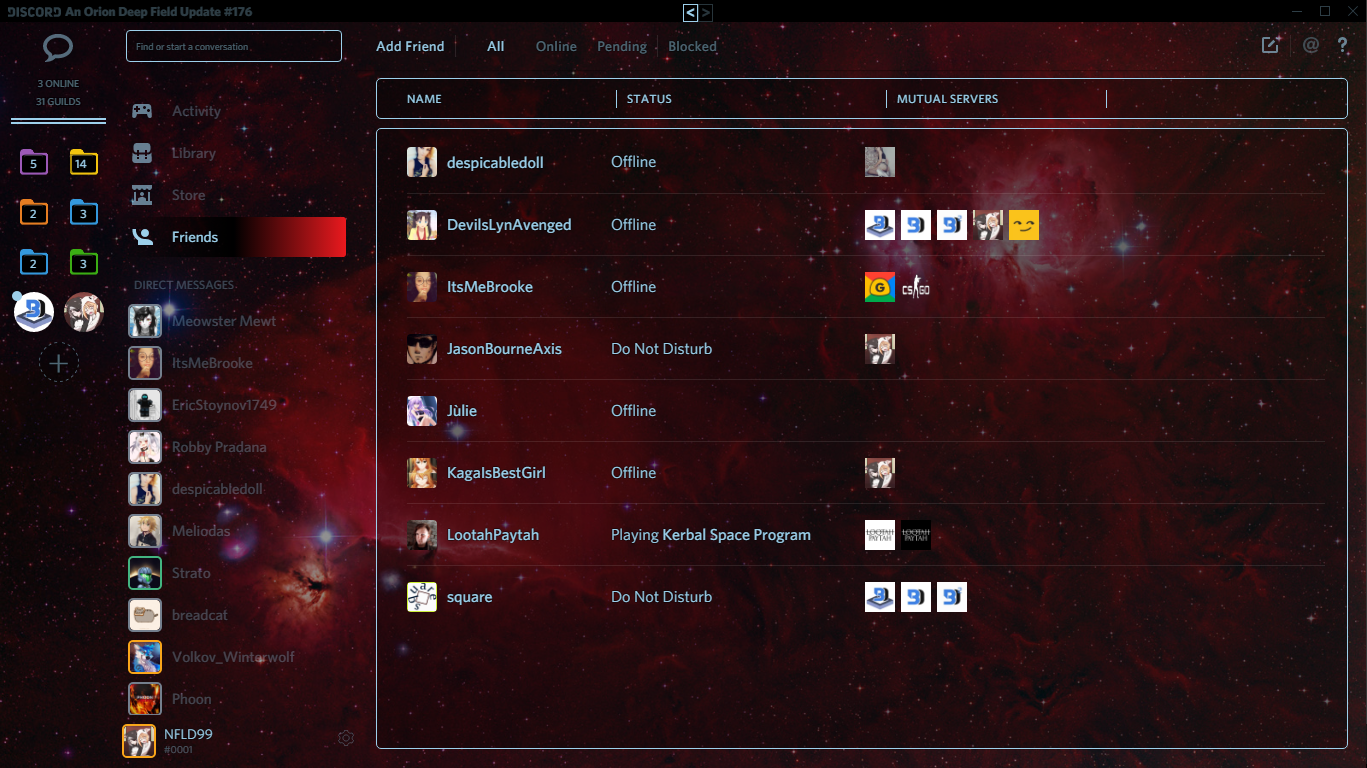 DISCORD An Orion Deep Field Update #176
< >
3 ONLINE
31 GUILDS
5
14
2
3
2
3
Find or start a conversation
Activity
Library
Store
Friends
DIRECT MESSAGES
Meowster Mewt
ItsMeBrooke
EricStoynov1749
Robby Pradana
despicabledoll
Meliodas
Strato
breadcat
Volkov_Winterwolf
Phoon
NFLD99
#0001
Add Friend All Online Pending Blocked
@ ?
NAME STATUS MUTUAL SERVERS
despicabledoll Offline
DevilsLynAvenged Offline
ItsMeBrooke Offline CS GO
JasonBourneAxis Do Not Disturb
Jùlie Offline
KagaIsBestGirl Offline
LootahPaytah Playing Kerbal Space Program LOOTAH PAYTAH LOOTAH PAYTAH
square Do Not Disturb